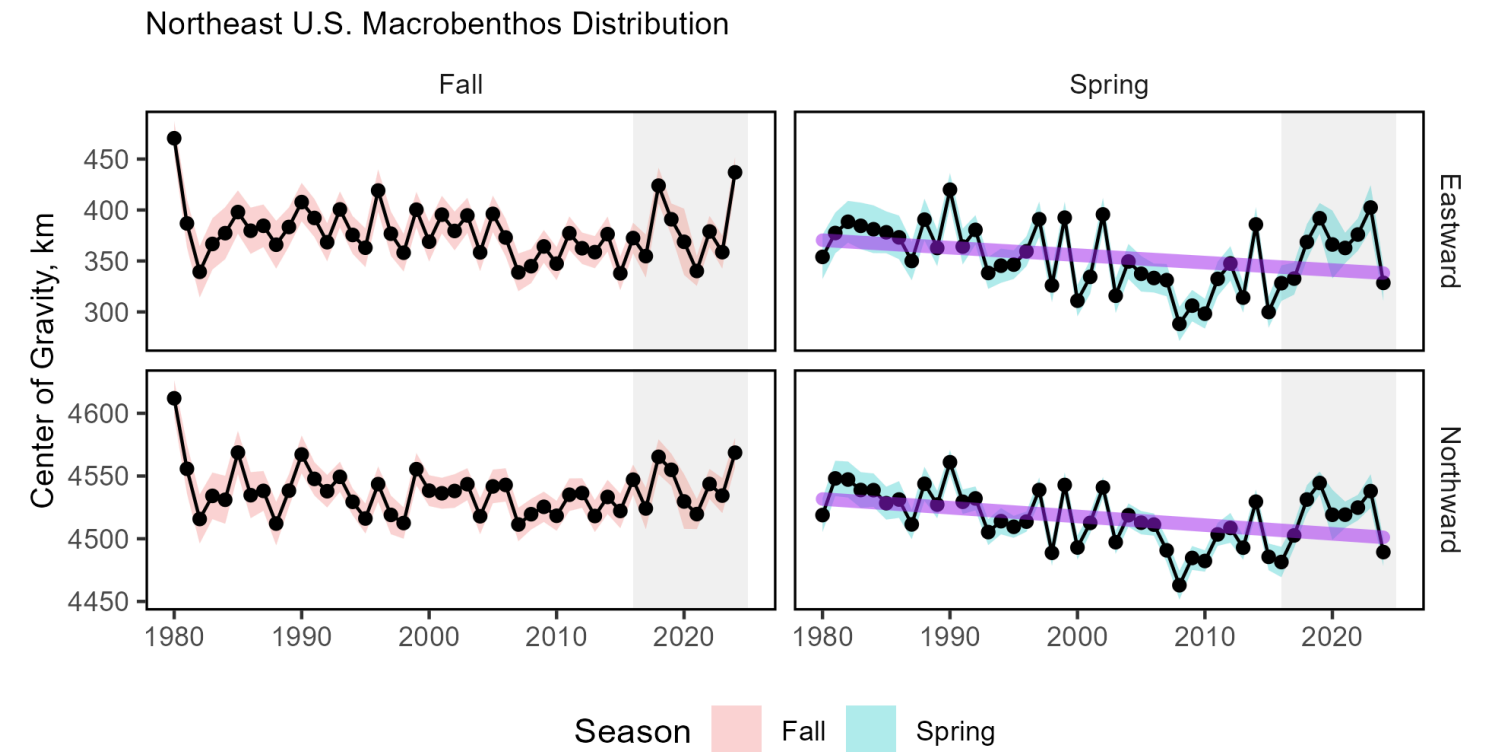 Northeast U.S. Macrobenthos Distribution
Fall
Spring
Center of Gravity, km
450
400
350
300
Eastward
4600
4550
4500
4450
Northward
1980 1990 2000 2010 2020
1980 1990 2000 2010 2020
Season Fall Spring